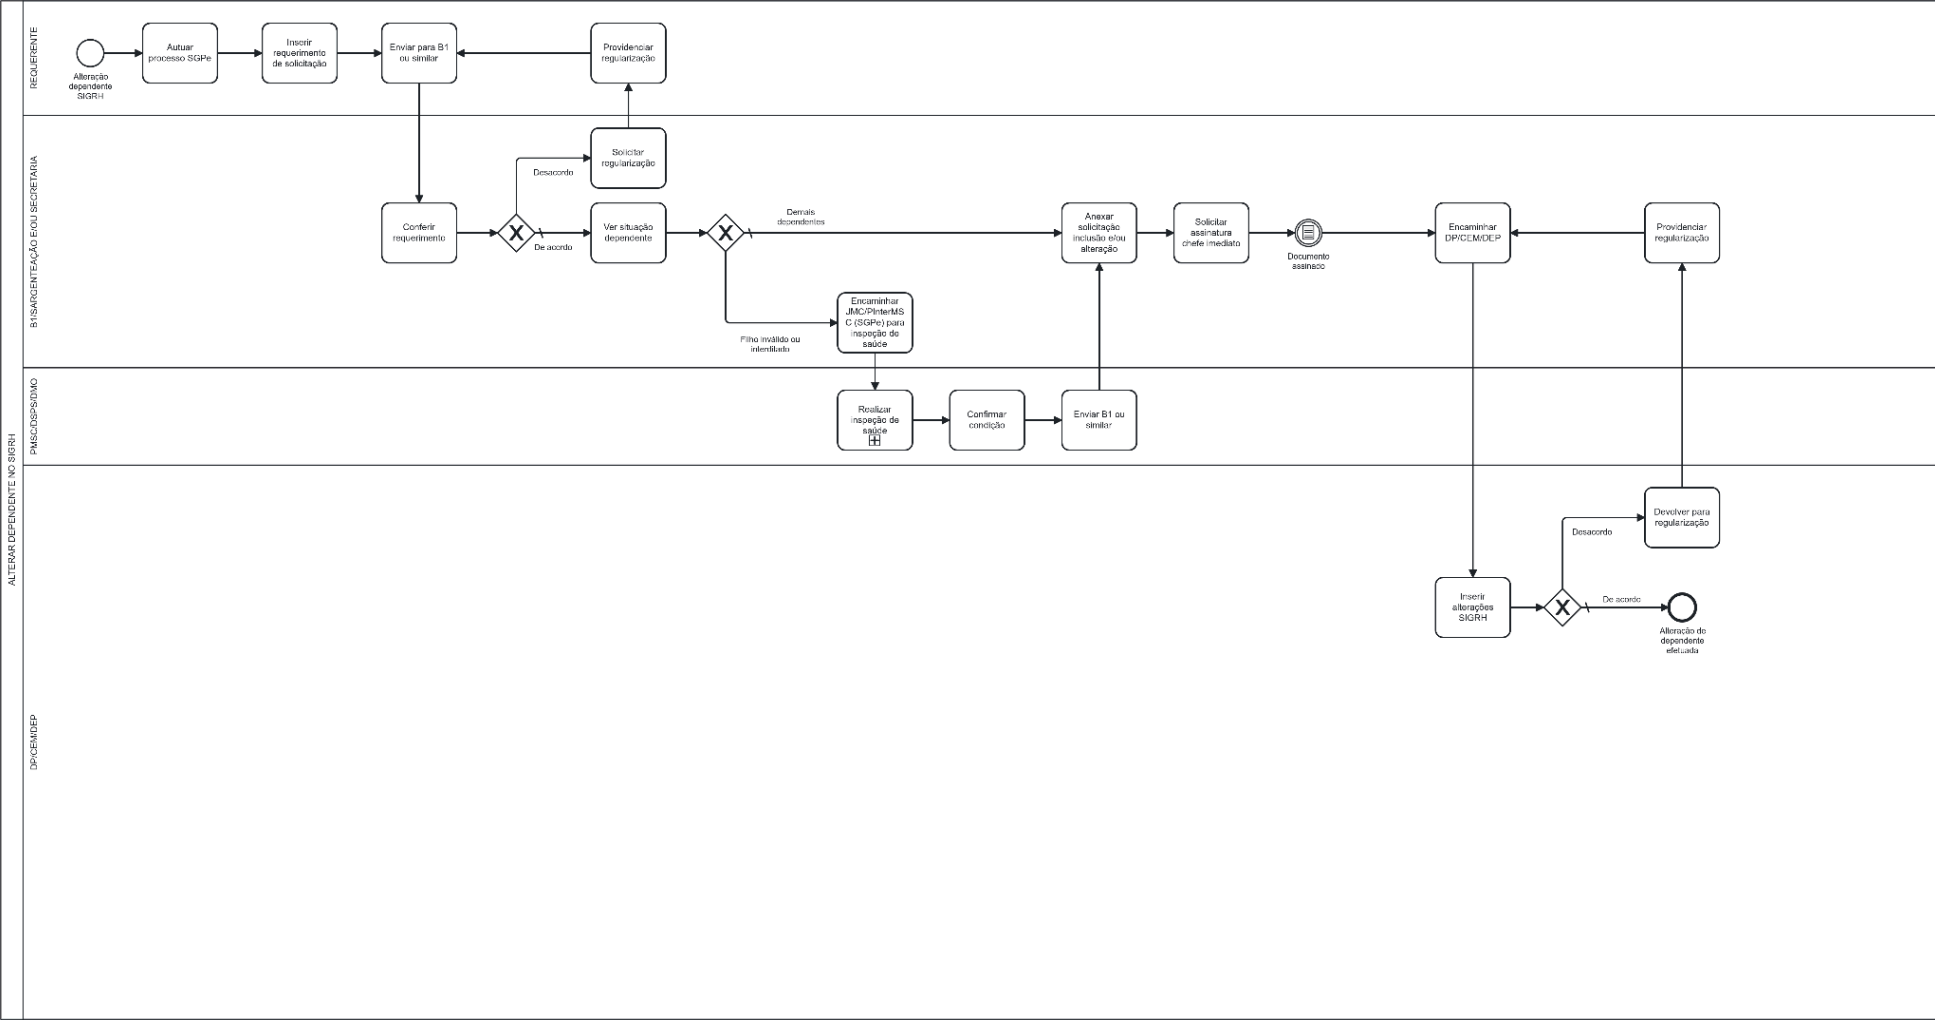 ALTERAR DEPENDENTE NO SIGRH
REQUERENTE
Alteração
dependente
SIGRH
Autuar
processo SGPe
Inserir
requerimento
de solicitação
Enviar para B1
ou similar
Providenciar
regularização
B1/SARGENTEAÇÃO E/OU SECRETARIA
Solicitar
regularização
Desacordo
Conferir
requerimento
De acordo
Ver situação
dependente
Demais
dependentes
Anexar
solicitação
inclusão e/ou
alteração
Solicitar
assinatura
chefe imediato
Documento
assinado
Encaminhar
DP/CEM/DEP
Providenciar
regularização
Filho inválido ou
interditado
Encaminhar
JMC/PInterMS
C (SGPe) para
inspeção de
saúde
PMSC/DSPS/DMO
Realizar
inspeção de
saúde
Confirmar
condição
Enviar B1 ou
similar
DP/CEM/DEP
Devolver para
regularização
Desacordo
Inserir
alterações
SIGRH
De acordo
Alteração de
dependente
efetuada